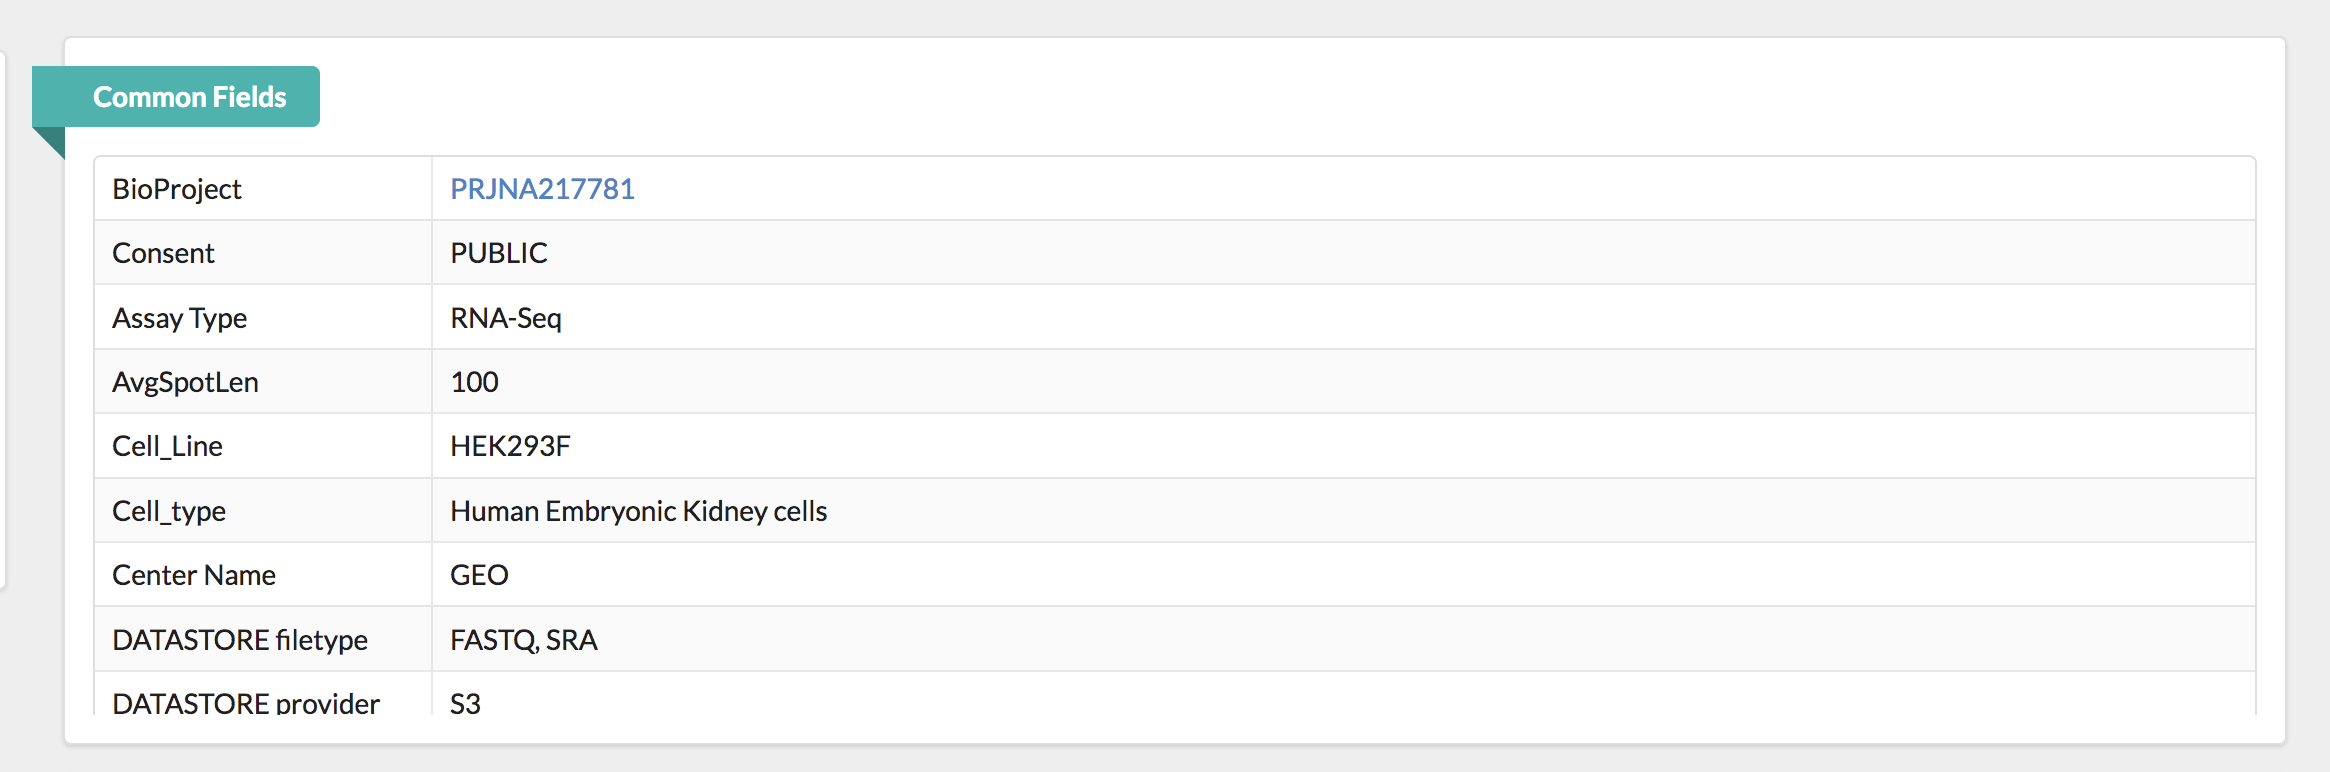 Common Fields
BioProject PRJNA217781
Consent PUBLIC
Assay Type RNA-Seq
AvgSpotLen 100
Cell_Line HEK293F
Cell_type Human Embryonic Kidney cells
Center Name GEO
DATASTORE filetype FASTQ, SRA
DATASTORE provider S3